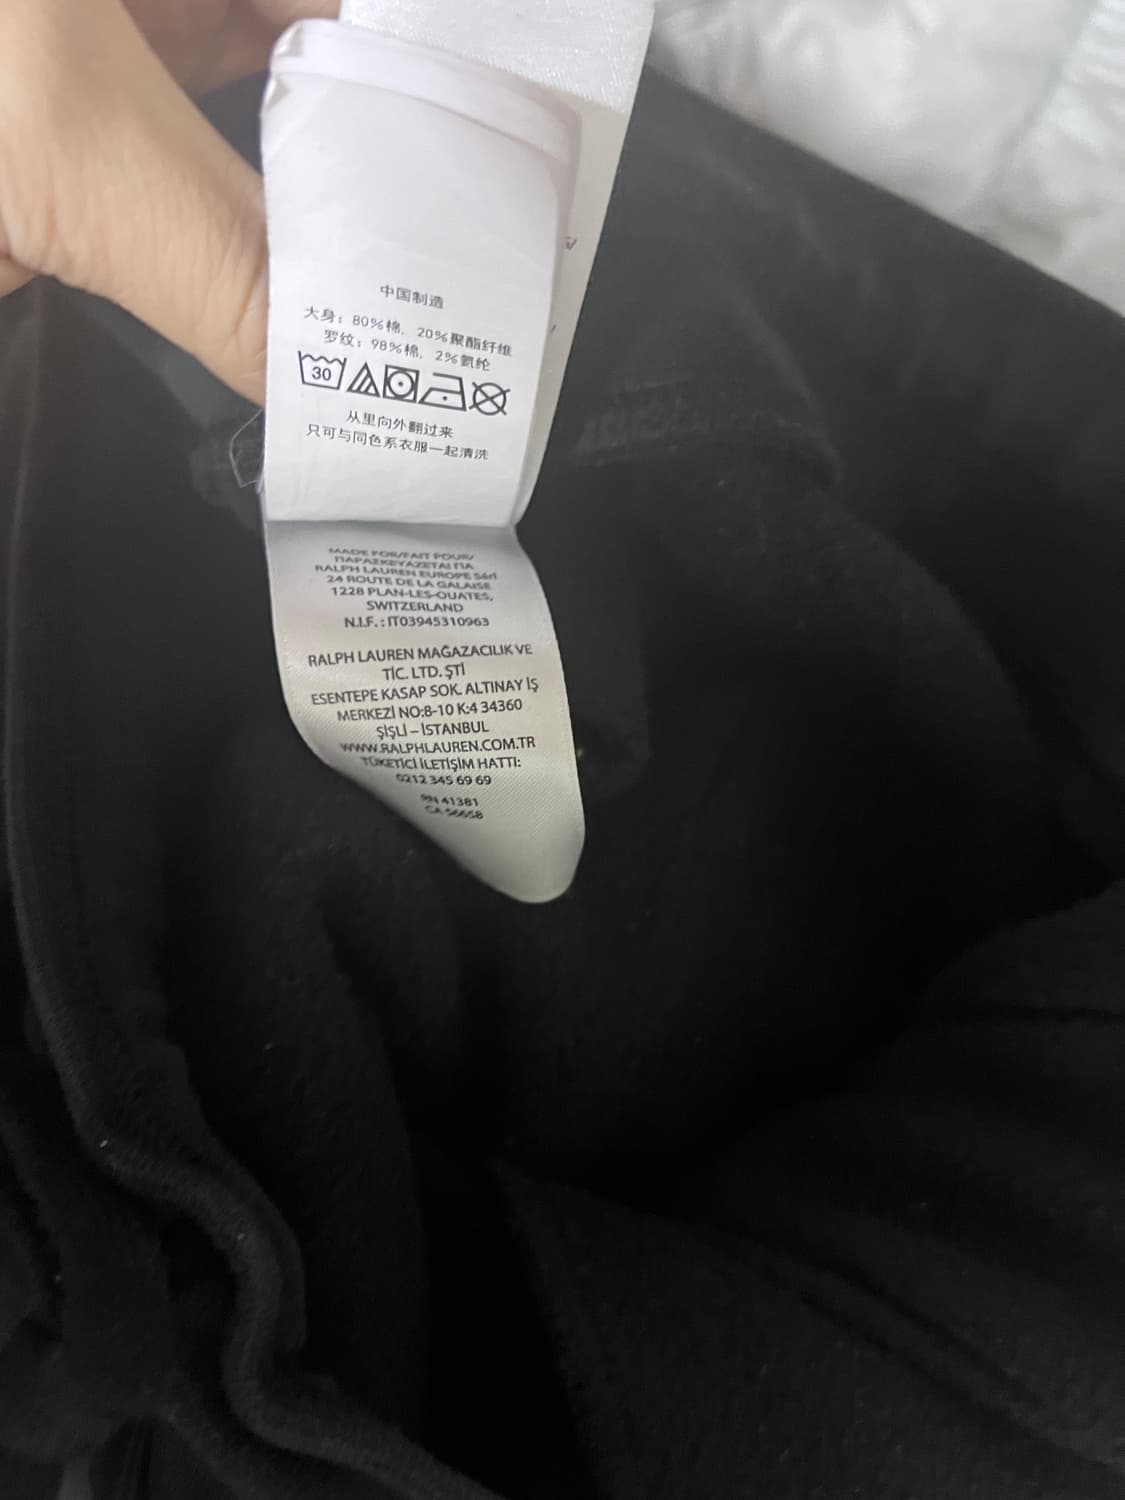 中国制造
大身：80%棉，20%聚酯纤维
罗纹：98%棉，2%氨纶
30
从里向外翻过来
只可与同色系衣服一起清洗
MADE FOR/FAIT POUR/
ΠΑΡΑΣΚΕΥΑΖΕΤΑΙ ΓΙΑ
RALPH LAUREN EUROPE Sàrl
24 ROUTE DE LA GALAISE
1228 PLAN-LES-OUATES,
SWITZERLAND
N.I.F.: IT03945310963
RALPH LAUREN MAĞAZACILIK VE
TİC. LTD. ŞTİ
ESENTEPE KASAP SOK. ALTINAY İŞ
MERKEZİ NO:8-10 K:4 34360
ŞİŞLİ – İSTANBUL
WWW.RALPHLAUREN.COM.TR
TÜKETİCİ İLETİŞİM HATTI:
0212 345 69 69
RN 41381
CA 56658